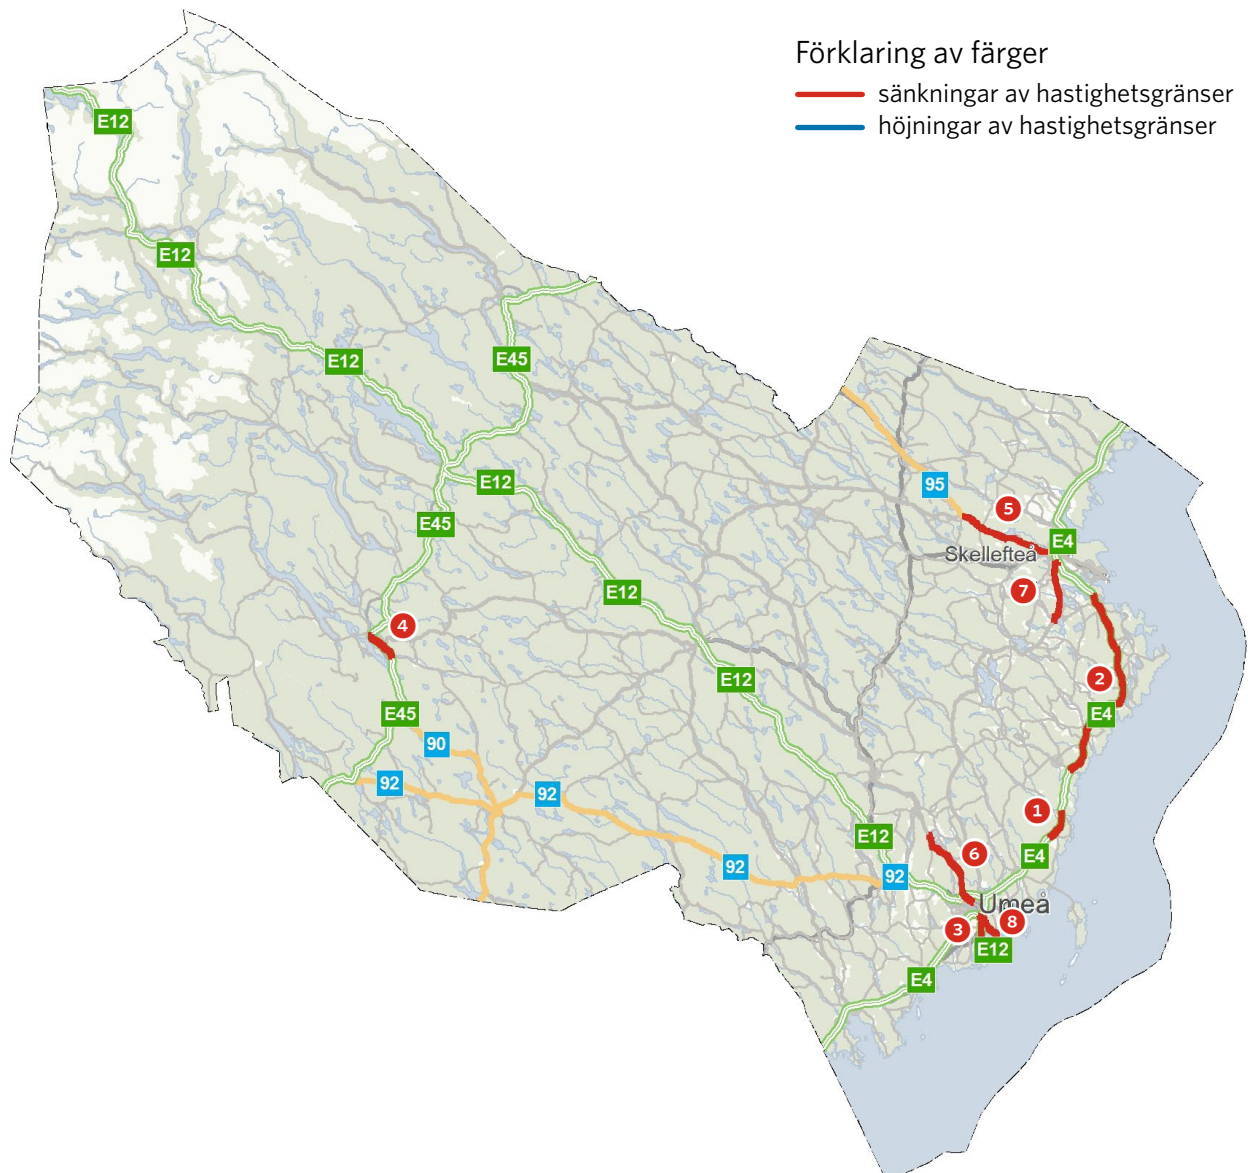 Förklaring av färger
sänkningar av hastighetsgränser
höjningar av hastighetsgränser
E12
E12
E12
E45
E12
95
5
E45
E4
Skellefteå
7
E12
4
E12
2
E45
E4
90
92
92
1
E12
6
E4
92
92
Umeå
8
3
E12
E4